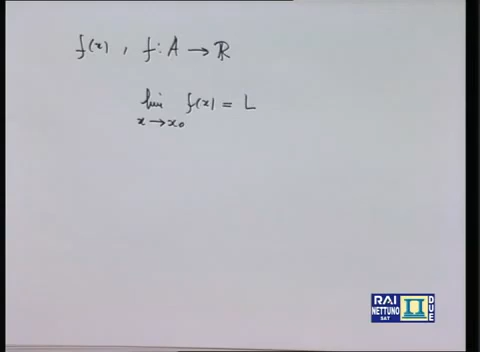 f(x) , f: A → ℝ
lim f(x) = L
x → x₀
RAI
NETTUNO
SAT
DUE